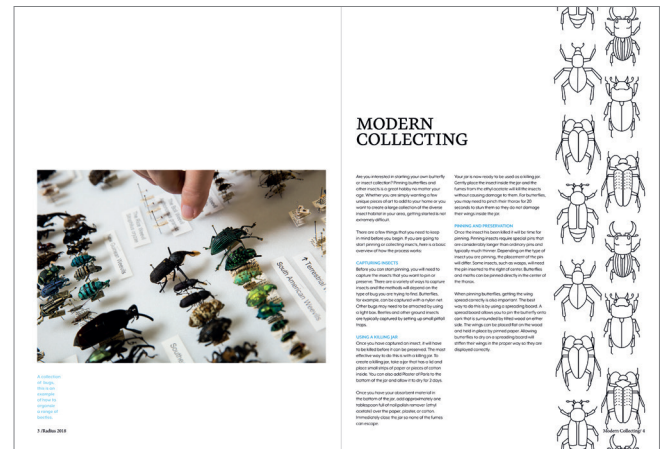 South American Weevils
Terrestrial
A collection
of bugs,
this is an
example
of how to
organise
a range of
beetles
5 /Radius 2018
MODERN
COLLECTING
Are you interested in starting your own butterfly
or insect collection? Pinning butterflies and
other insects is a great hobby no matter your
age. Whether you are simply wanting a few
unique pieces of art to add to your home or you
want to create a large collection of the diverse
insect habitat in your area, getting started is not
extremely difficult.
There are a few things that you need to keep
in mind before you begin. If you are going to
start pinning or collecting insects, here is a basic
overview of how the process works.
CAPTURING INSECTS
Before you can start pinning, you will need to
capture the insects that you want to pin or
preserve. There are a variety of ways to capture
insects and the methods will depend on the
type of bug you are trying to find. Butterflies,
for example, can be captured with a nylon net.
Other bugs may need to be attracted by using
a light box. Beetles and other ground insects
are typically captured by setting up small pitfall
traps.
USING A KILLING JAR
Once you have captured an insect, it will have
to be killed before it can be preserved. The most
effective way to do this is with a killing jar. To
create a killing jar, take a jar that has a lid and
place small strips of paper or pieces of cotton
inside. You can also add Plaster of Paris to the
bottom of the jar and allow it to dry for 2 days.
Once you have your absorbent material in
the bottom of the jar, add approximately one
tablespoon full of nail polish remover (ethyl
acetate) over the paper, plaster, or cotton.
Immediately close the jar so none of the fumes
can escape.
Your jar is now ready to be used as a killing jar.
Gently place the insect inside the jar and the
fumes from the ethyl acetate will kill the insects
without causing damage to them. For butterflies,
you may need to pinch their thorax for 20
seconds to stun them so they do not damage
their wings inside the jar.
PINNING AND PRESERVATION
Once the insect has been killed it will be time for
pinning. Pinning insects require special pins that
are considerably longer than ordinary pins and
typically much thinner. Depending on the type of
insect you are pinning, the placement of the pin
will differ. Some insects, such as wasps, will need
the pin inserted to the right of center. Butterflies
and moths can be pinned directly in the center of
the thorax.
When pinning butterflies, getting the wing
spread correctly is also important. The best
way to do this is by using a spreading board. A
spread board allows you to pin the butterfly onto
cork that is surrounded by tilted wood on either
side. The wings can be placed flat on the wood
and held in place by pinned paper. Allowing
butterflies to dry on a spreading board will
stiffen their wings in the proper way so they are
displayed correctly.
Modern Collecting/ 6